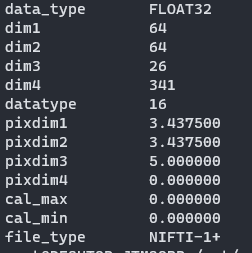 data_type FLOAT32
dim1 64
dim2 64
dim3 26
dim4 341
datatype 16
pixdim1 3.437500
pixdim2 3.437500
pixdim3 5.000000
pixdim4 0.000000
cal_max 0.000000
cal_min 0.000000
file_type NIFTI-1+